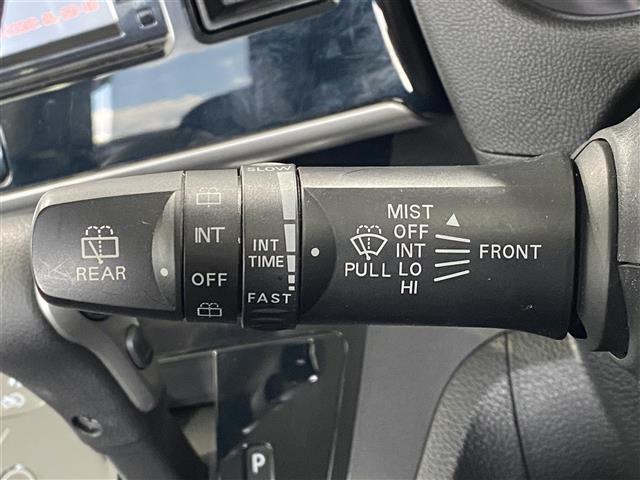 REAR
INT
OFF
SLOW
INT
TIME
FAST
PULL
MIST
OFF
INT
LO
HI
FRONT
P